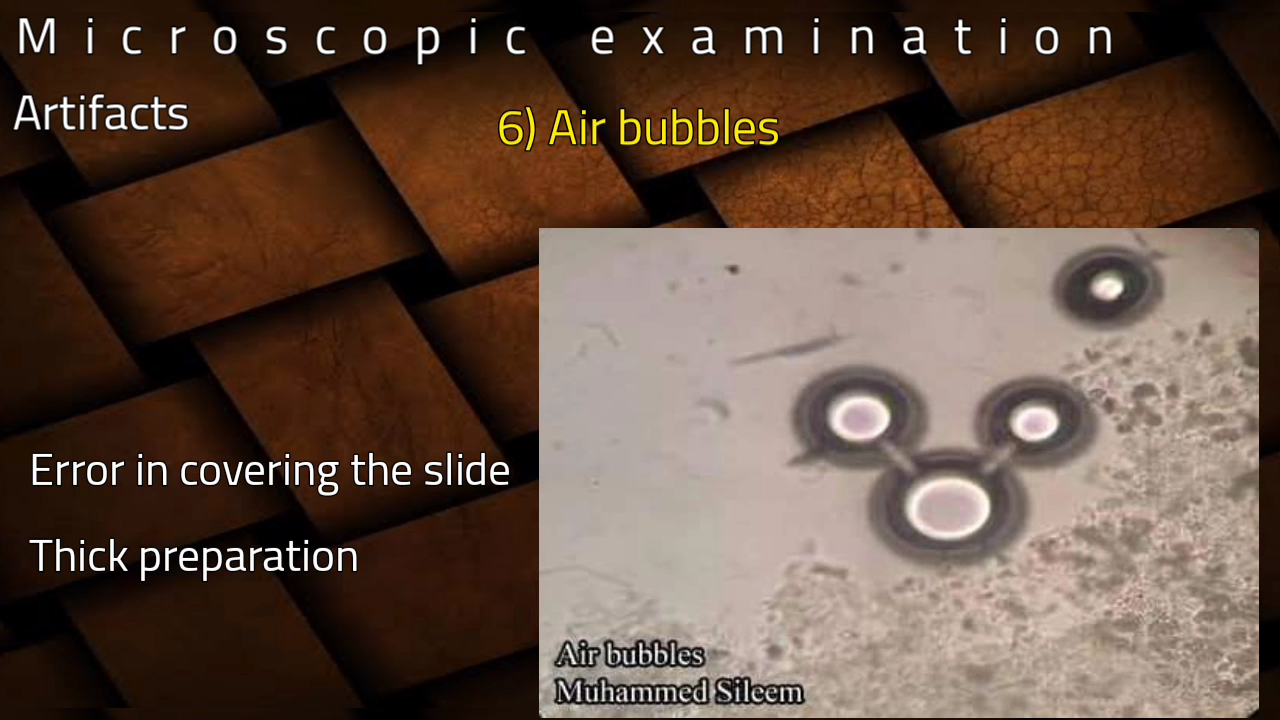 Microscopic examination
Artifacts
6) Air bubbles
Error in covering the slide
Thick preparation
Air bubbles
Muhammed Sileem